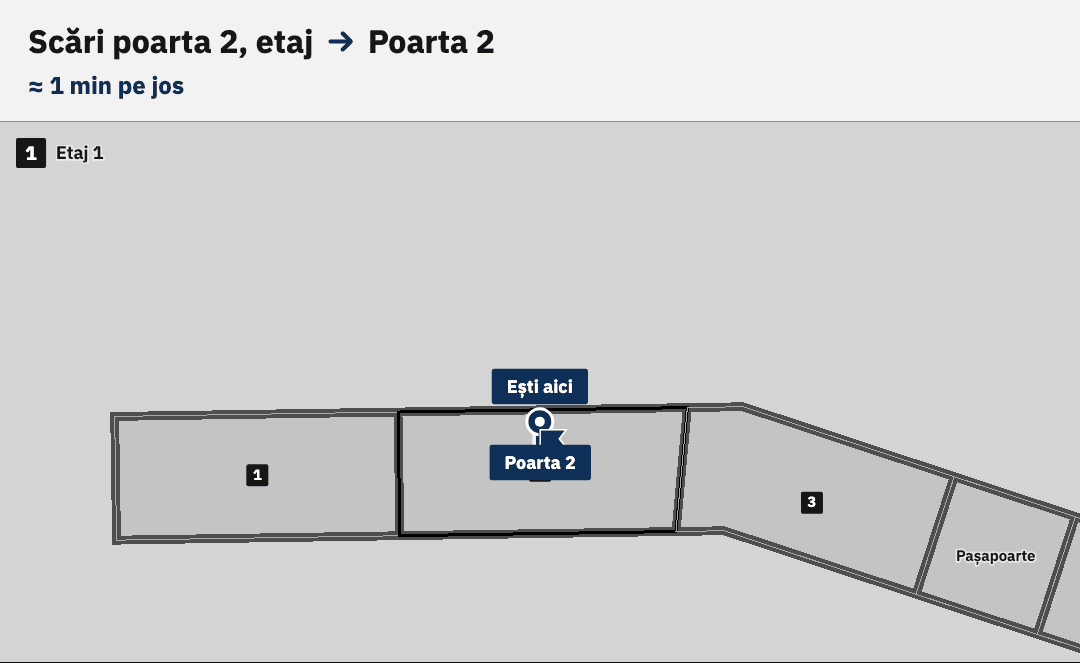 Scări poarta 2, etaj → Poarta 2
≈ 1 min pe jos
1 Etaj 1
Ești aici
Poarta 2
1
3
Pașapoarte